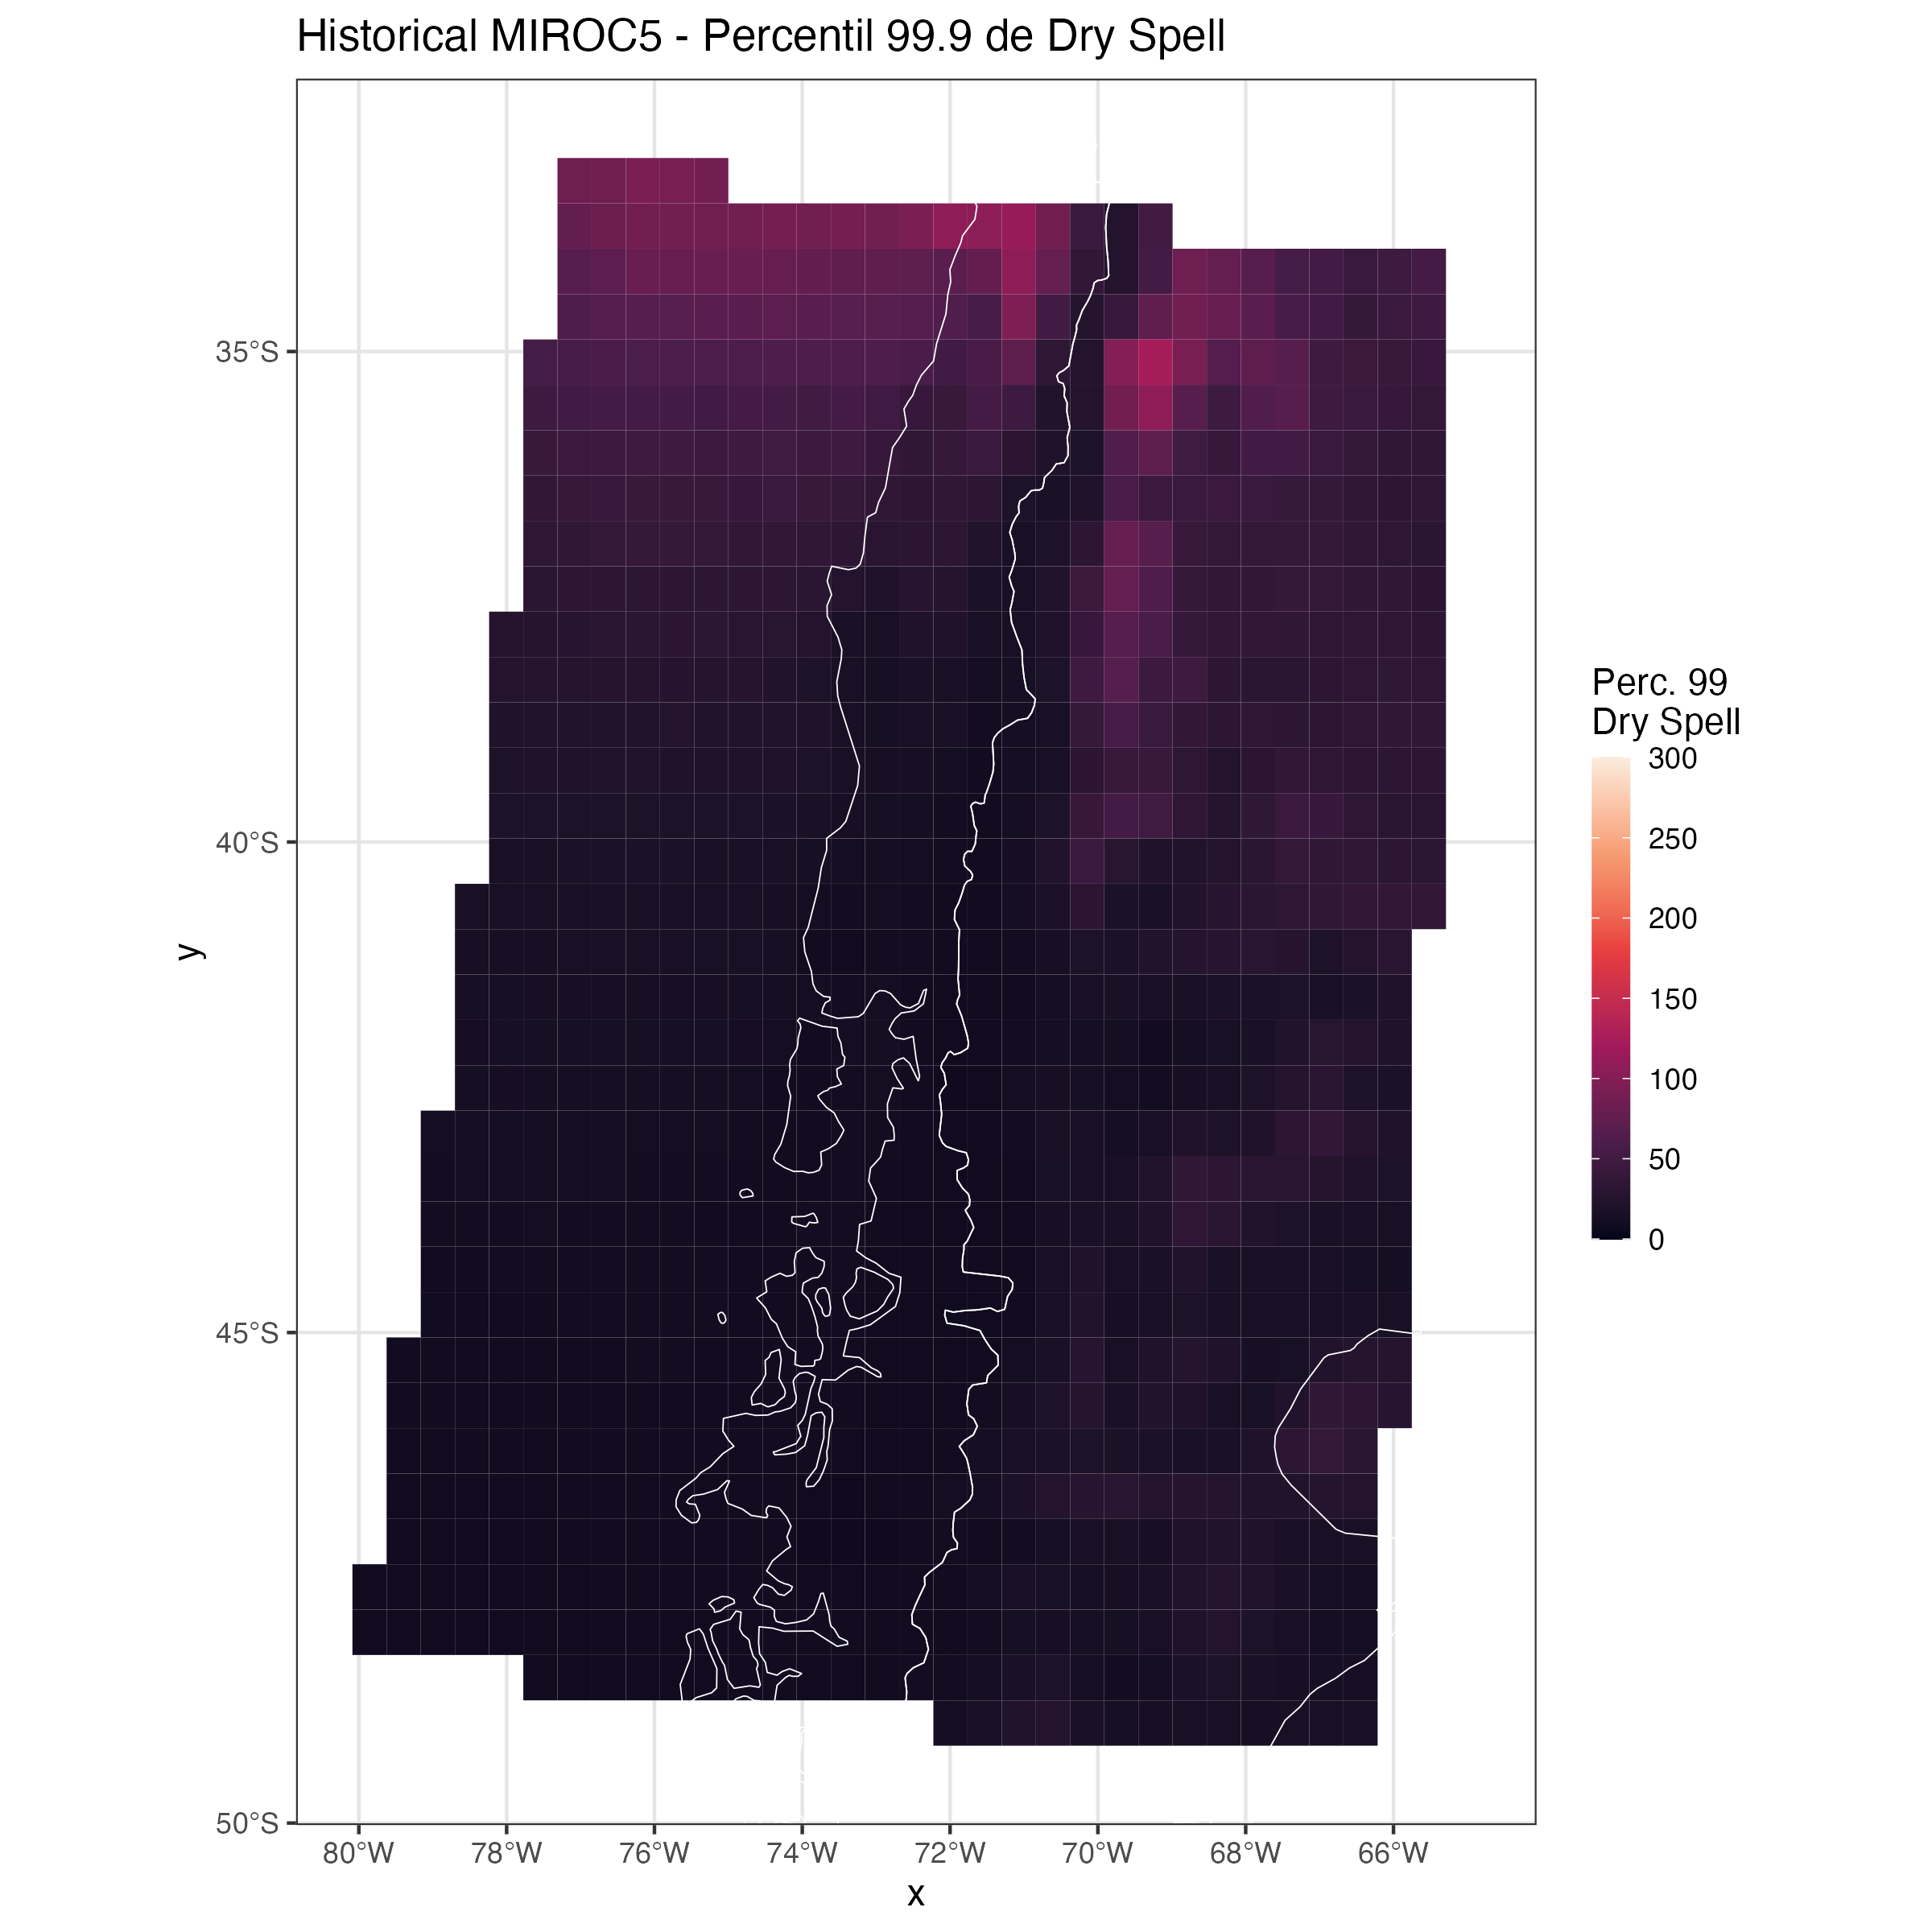 Historical MIROC5 - Percentil 99.9 de Dry Spell
35°S
40°S
45°S
50°S
y
80°W 78°W 76°W 74°W 72°W 70°W 68°W 66°W
x
Perc. 99
Dry Spell
300
250
200
150
100
50
0